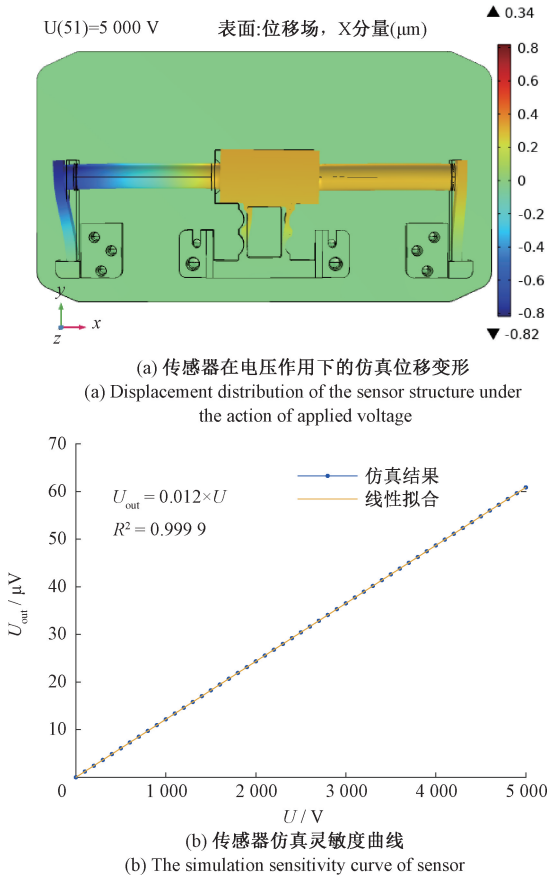 U(51)=5 000 V 表面:位移场，X分量(μm)
▲ 0.34
0.8
0.6
0.4
0.2
0
-0.2
-0.4
-0.6
-0.8
▼ -0.82
y
x
z
(a) 传感器在电压作用下的仿真位移变形
(a) Displacement distribution of the sensor structure under
the action of applied voltage
70
60
50
40
30
20
10
0
1 000
2 000
3 000
4 000
5 000
Uout / μV
Uout = 0.012×U
R² = 0.999 9
仿真结果
线性拟合
U / V
(b) 传感器仿真灵敏度曲线
(b) The simulation sensitivity curve of sensor